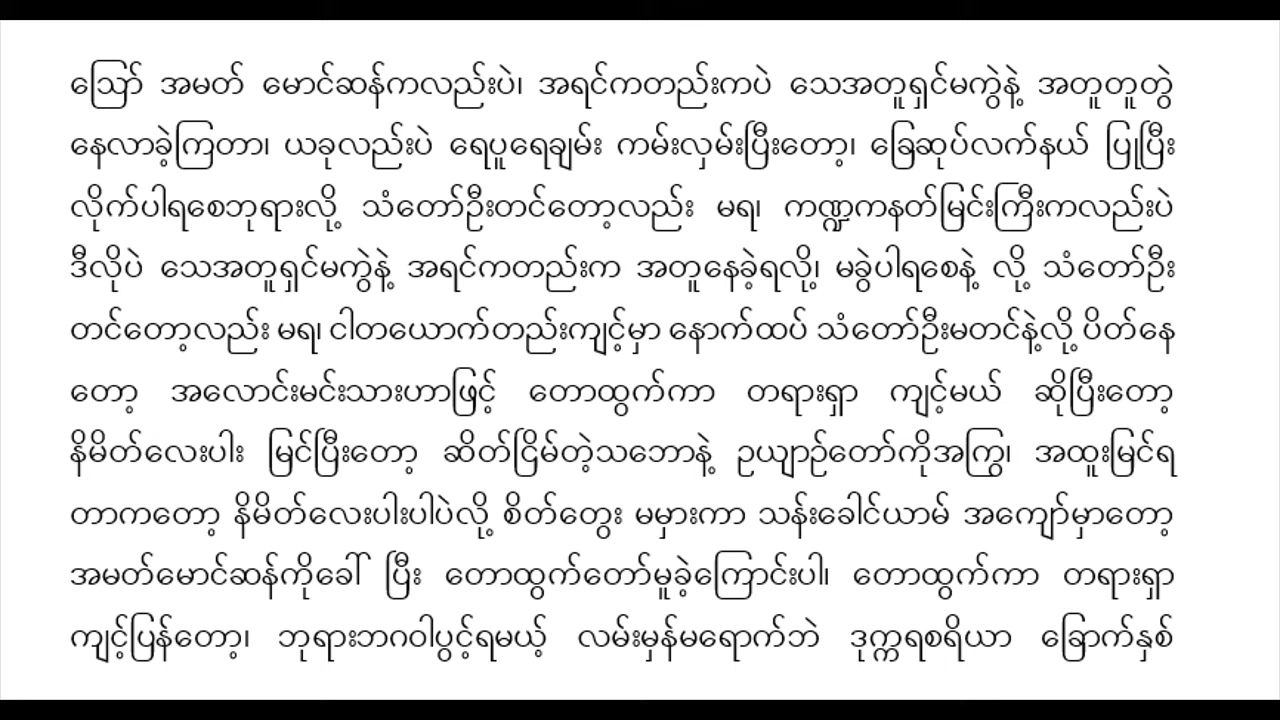 ဪ အမတ် မောင်ဆန်ကလည်းပဲ၊ အရင်ကတည်းကပဲ သေအတူရှင်မကွဲနဲ့ အတူတူတွဲ
နေလာခဲ့ကြတာ၊ ယခုလည်းပဲ ရေပူရေချမ်း ကမ်းလှမ်းပြီးတော့၊ ခြေဆုပ်လက်နယ် ပြုပြီး
လိုက်ပါရစေဘုရားလို့ သံတော်ဦးတင်တော့လည်း မရ၊ ကဏ္ဍကနတ်မြင်းကြီးကလည်းပဲ
ဒီလိုပဲ သေအတူရှင်မကွဲနဲ့ အရင်ကတည်းက အတူနေခဲ့ရလို့၊ မခွဲပါရစေနဲ့ လို့ သံတော်ဦး
တင်တော့လည်း မရ၊ ငါတယောက်တည်းကျင့်မှာ နောက်ထပ် သံတော်ဦးမတင်နဲ့လို့ ပိတ်နေ
တော့ အလောင်းမင်းသားဟာဖြင့် တောထွက်ကာ တရားရှာ ကျင့်မယ် ဆိုပြီးတော့
နိမိတ်လေးပါး မြင်ပြီးတော့ ဆိတ်ငြိမ်တဲ့သဘောနဲ့ ဥယျာဉ်တော်ကိုအကြွ၊ အထူးမြင်ရ
တာကတော့ နိမိတ်လေးပါးပါပဲလို့ စိတ်တွေး မမှားကာ သန်းခေါင်ယာမ် အကျော်မှာတော့
အမတ်မောင်ဆန်ကိုခေါ် ပြီး တောထွက်တော်မူခဲ့ကြောင်းပါ၊ တောထွက်ကာ တရားရှာ
ကျင့်ပြန်တော့၊ ဘုရားဘဂဝါပွင့်ရမယ့် လမ်းမှန်မရောက်ဘဲ ဒုက္ကရစရိယာ ခြောက်နှစ်